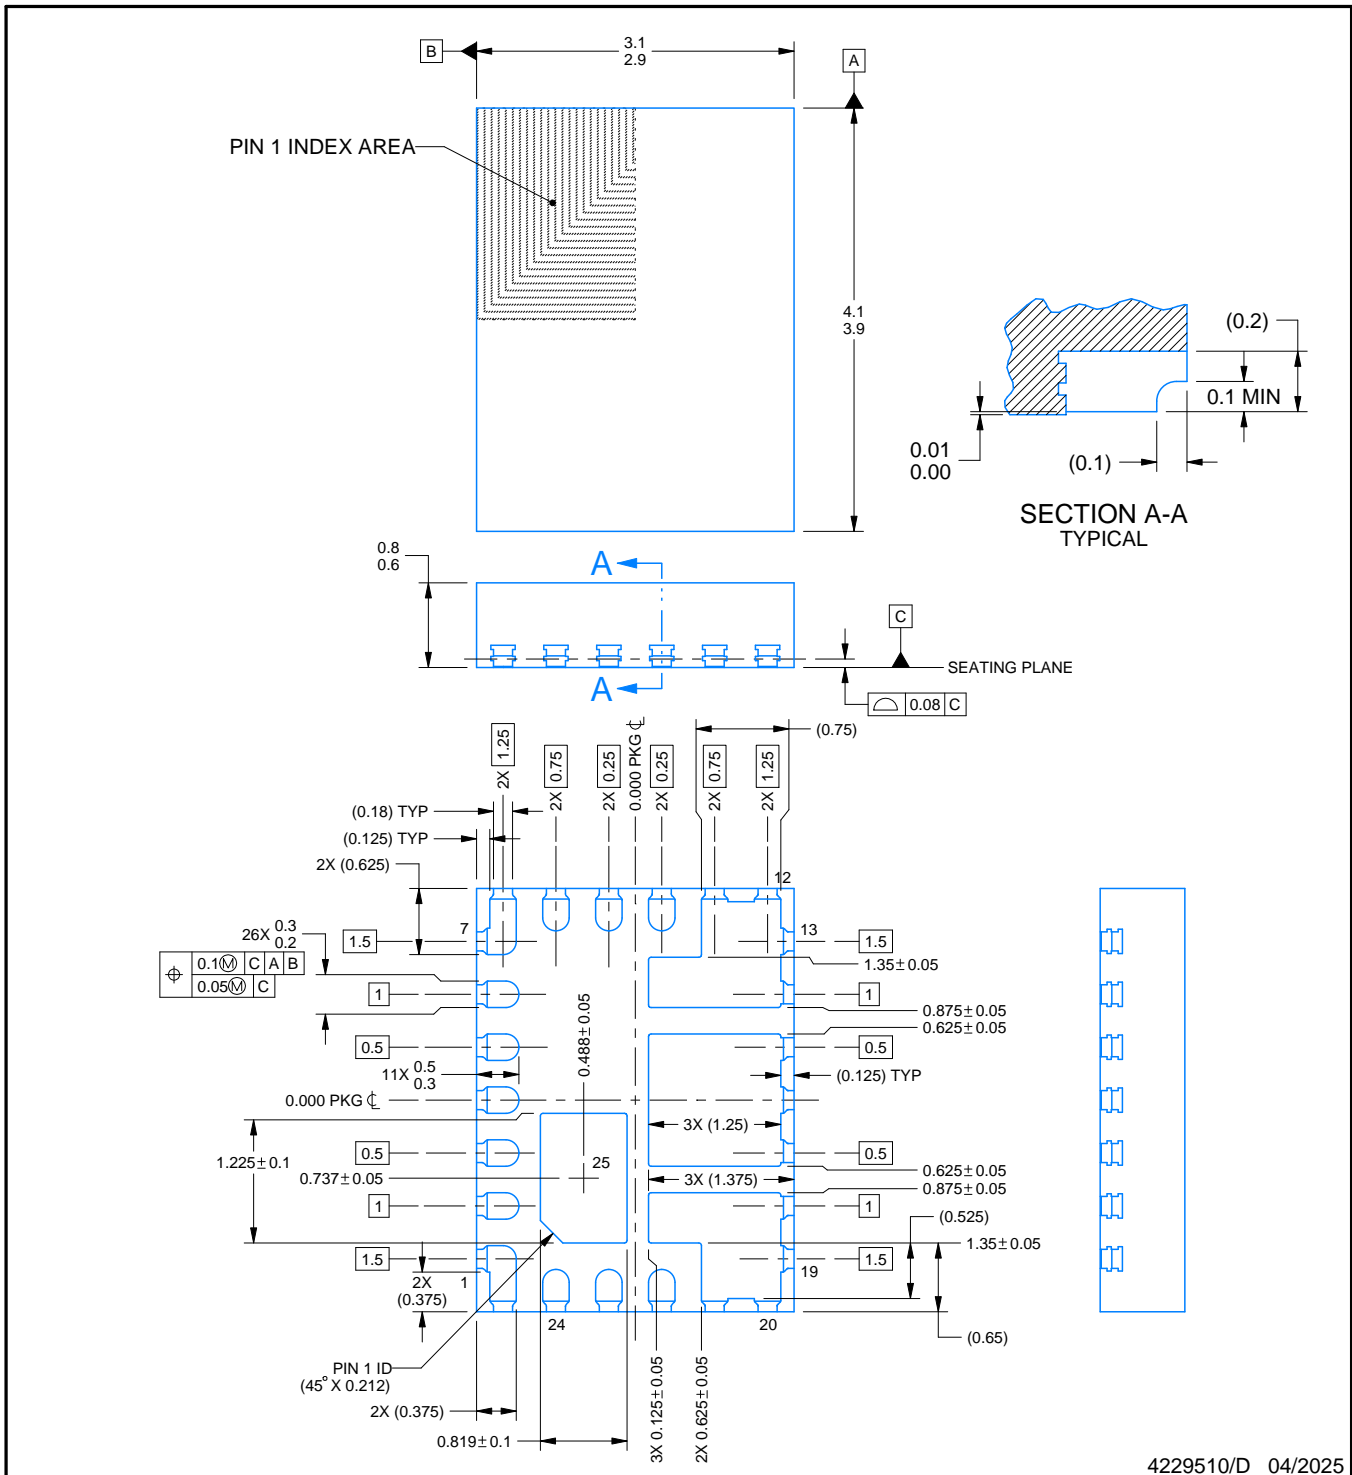 B
3.1
2.9
A
PIN 1 INDEX AREA
4.1
3.9
(0.2)
0.1 MIN
0.01
0.00
(0.1)
SECTION A-A
TYPICAL
0.8
0.6
A
C
SEATING PLANE
A
0.08 C
2X 1.25
2X 0.75
2X 0.25
0.000 PKG ℄
2X 0.25
2X 0.75
2X 1.25
(0.75)
(0.18) TYP
(0.125) TYP
2X (0.625)
12
7
13
26X 0.3
0.2
1.5
1.5
⌖ 0.1Ⓜ C A B
0.05Ⓜ C
1.35±0.05
1
1
0.875±0.05
0.625±0.05
0.488±0.05
0.5
0.5
11X 0.5
0.3
(0.125) TYP
0.000 PKG ℄
3X (1.25)
1.225±0.1
0.5
0.5
25
0.625±0.05
0.737±0.05
3X (1.375)
0.875±0.05
1
1
(0.525)
1.35±0.05
1.5
1.5
1
2X
(0.375)
19
24
20
(0.65)
PIN 1 ID
(45° X 0.212)
2X (0.375)
0.819±0.1
3X 0.125±0.05
2X 0.625±0.05
4229510/D 04/2025